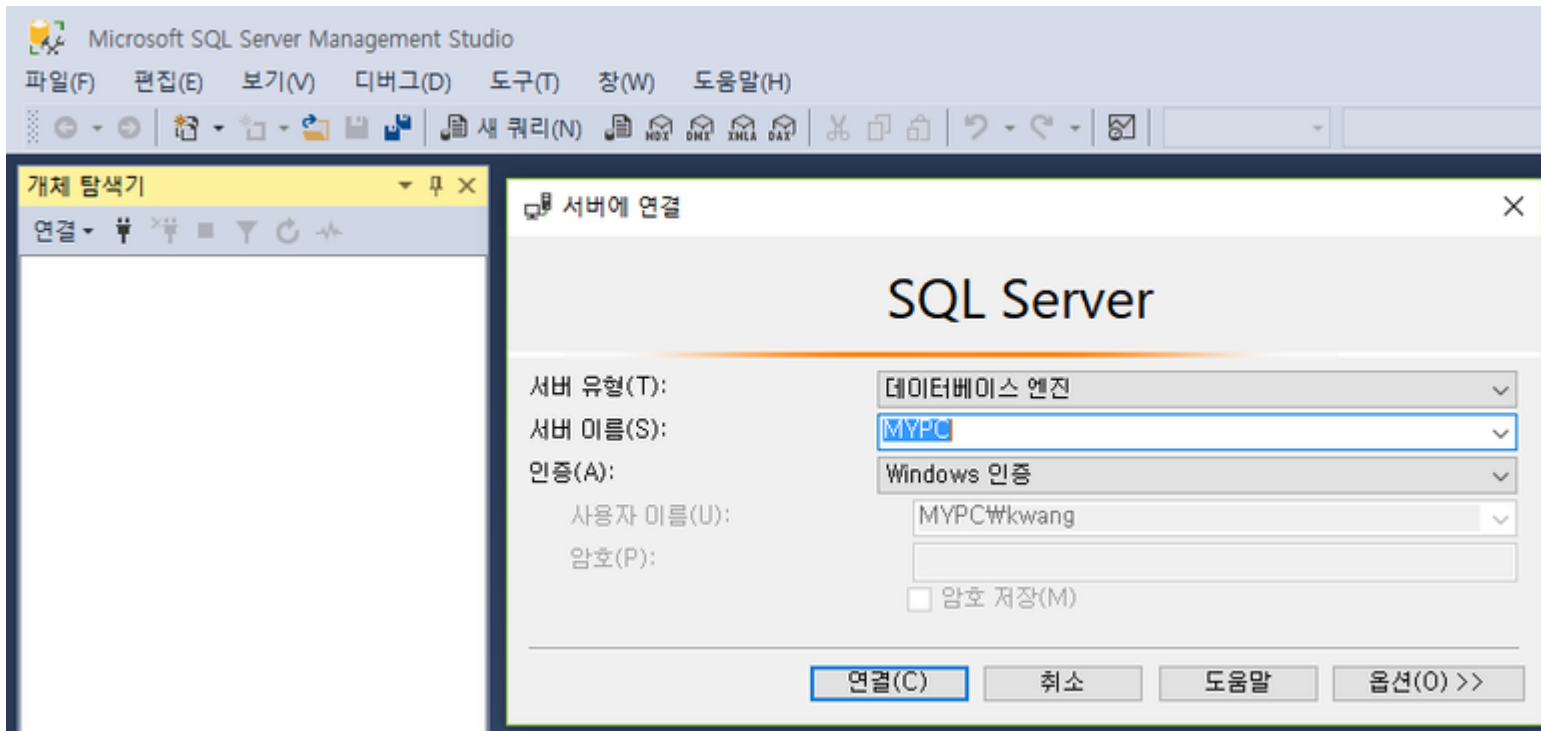 Microsoft SQL Server Management Studio
파일(F) 편집(E) 보기(V) 디버그(D) 도구(T) 창(W) 도움말(H)
새 쿼리(N) MDX DMX XMLA DAX
개체 탐색기
연결
서버에 연결
SQL Server
서버 유형(T): 데이터베이스 엔진
서버 이름(S): MYPC
인증(A): Windows 인증
사용자 이름(U): MYPC₩kwang
암호(P):
암호 저장(M)
연결(C) 취소 도움말 옵션(O) >>